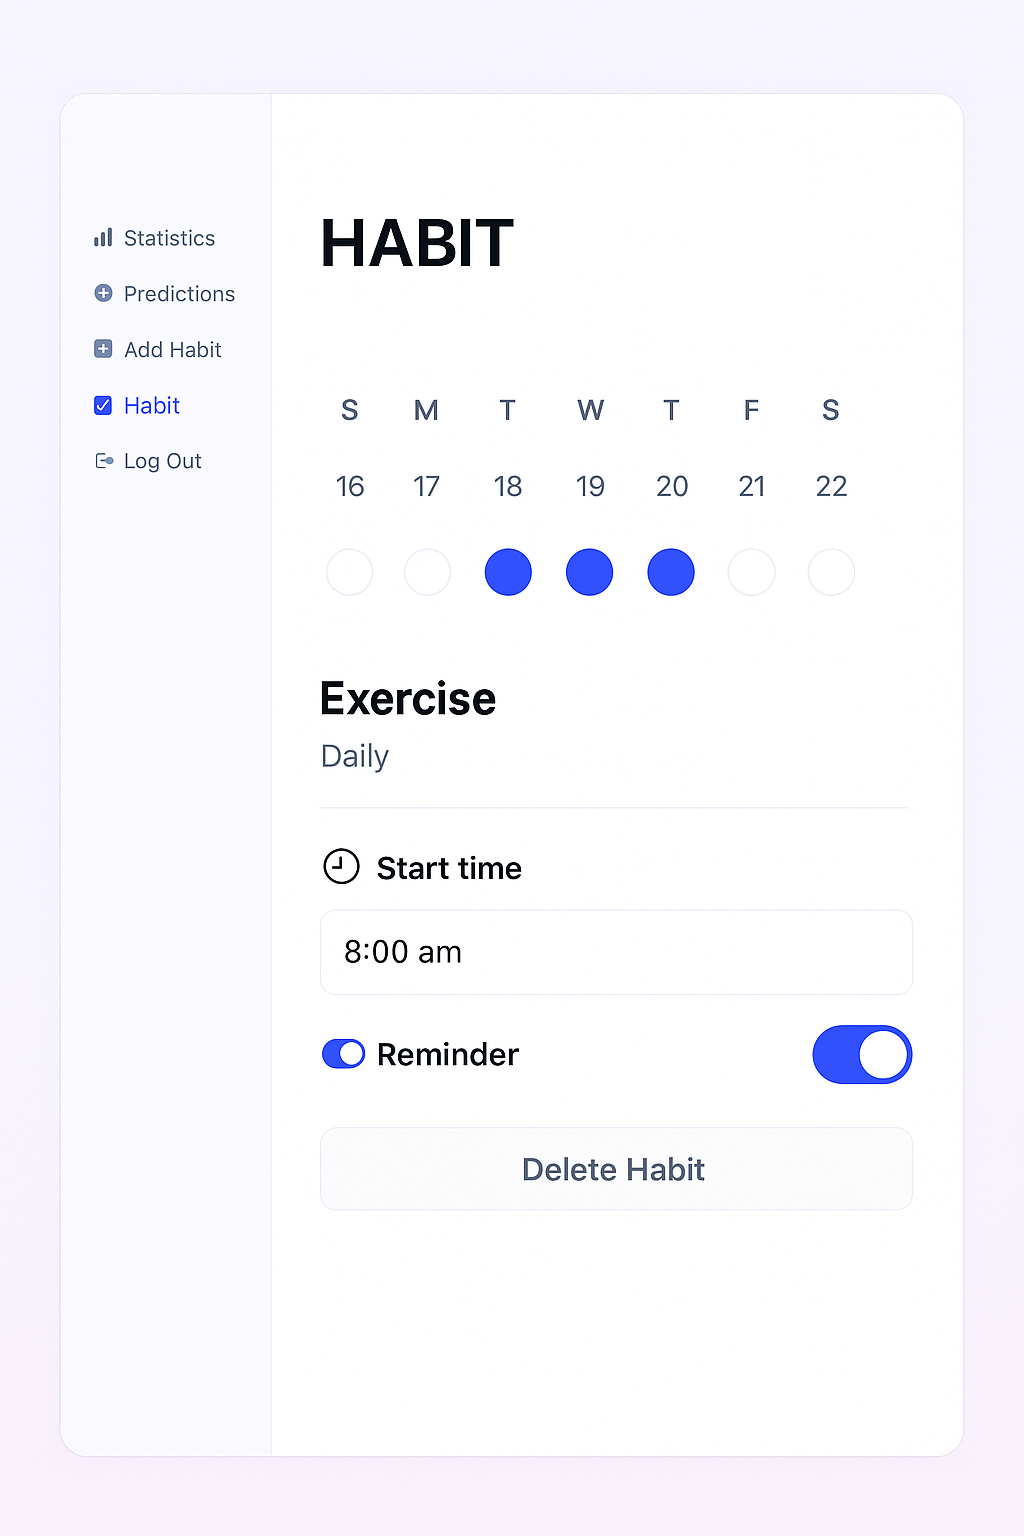 Statistics
Predictions
Add Habit
Habit
Log Out
HABIT
S M T W T F S
16 17 18 19 20 21 22
Exercise
Daily
Start time
8:00 am
Reminder
Delete Habit